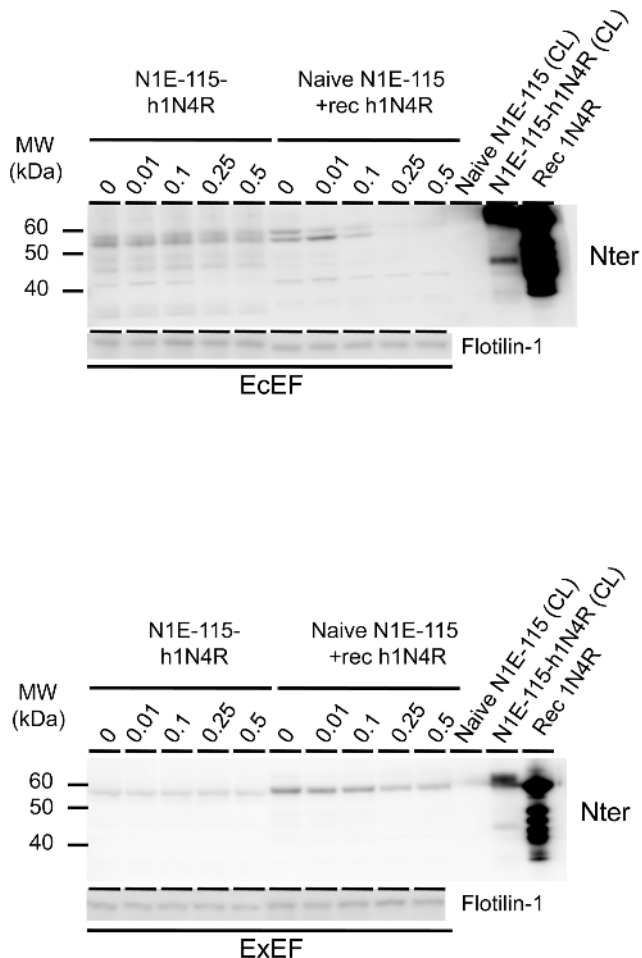 N1E-115-
h1N4R
Naive N1E-115
+rec h1N4R
Naive N1E-115 (CL)
N1E-115-h1N4R (CL)
Rec 1N4R
MW
(kDa)
0 0.01 0.1 0.25 0.5 0 0.01 0.1 0.25 0.5
60
50
40
Nter
Flotilin-1
EcEF
N1E-115-
h1N4R
Naive N1E-115
+rec h1N4R
Naive N1E-115 (CL)
N1E-115-h1N4R (CL)
Rec 1N4R
MW
(kDa)
0 0.01 0.1 0.25 0.5 0 0.01 0.1 0.25 0.5
60
50
40
Nter
Flotilin-1
ExEF